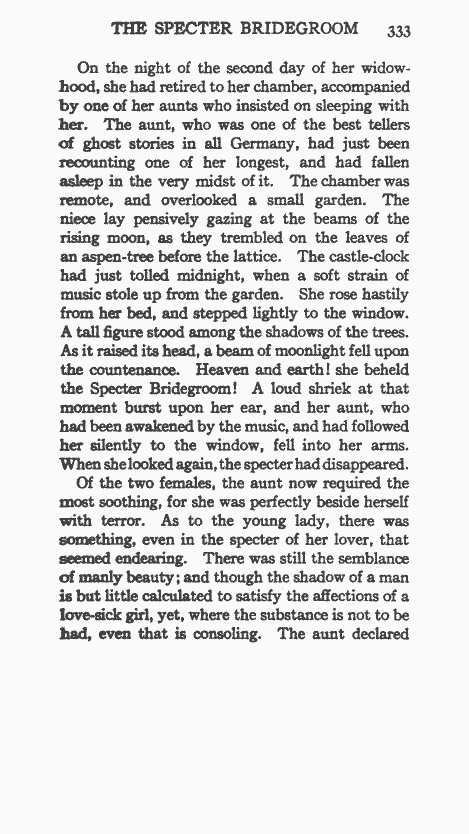 THE SPECTER BRIDEGROOM 333
On the night of the second day of her widow-
hood, she had retired to her chamber, accompanied
by one of her aunts who insisted on sleeping with
her. The aunt, who was one of the best tellers
of ghost stories in all Germany, had just been
recounting one of her longest, and had fallen
asleep in the very midst of it. The chamber was
remote, and overlooked a small garden. The
niece lay pensively gazing at the beams of the
rising moon, as they trembled on the leaves of
an aspen-tree before the lattice. The castle-clock
had just tolled midnight, when a soft strain of
music stole up from the garden. She rose hastily
from her bed, and stepped lightly to the window.
A tall figure stood among the shadows of the trees.
As it raised its head, a beam of moonlight fell upon
the countenance. Heaven and earth! she beheld
the Specter Bridegroom! A loud shriek at that
moment burst upon her ear, and her aunt, who
had been awakened by the music, and had followed
her silently to the window, fell into her arms.
When she looked again, the specter had disappeared.
Of the two females, the aunt now required the
most soothing, for she was perfectly beside herself
with terror. As to the young lady, there was
something, even in the specter of her lover, that
seemed endearing. There was still the semblance
of manly beauty; and though the shadow of a man
is but little calculated to satisfy the affections of a
love-sick girl, yet, where the substance is not to be
had, even that is consoling. The aunt declared